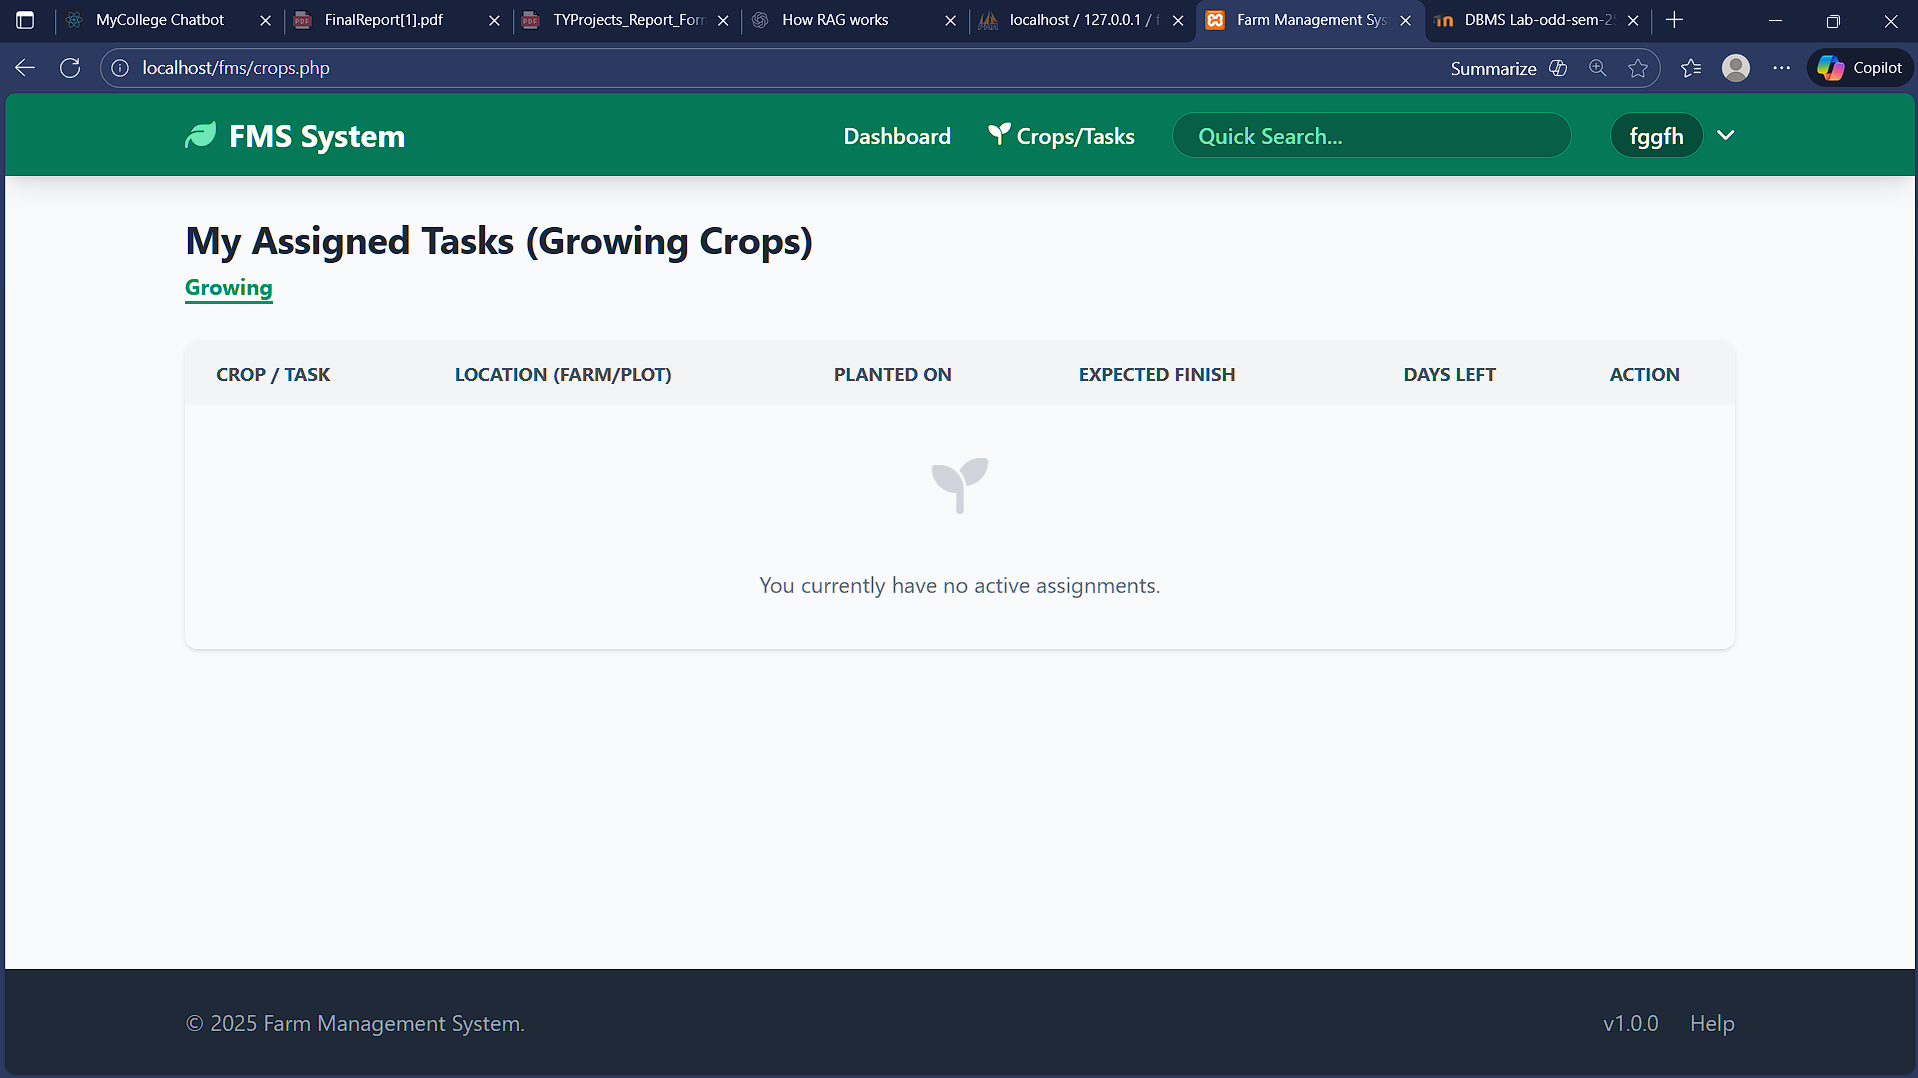 MyCollege Chatbot
FinalReport[1].pdf
TYProjects_Report_For
How RAG works
localhost / 127.0.0.1 / f
Farm Management Sys
DBMS Lab-odd-sem-25
localhost/fms/crops.php
Summarize
Copilot
FMS System
Dashboard
Crops/Tasks
Quick Search...
fggfh
My Assigned Tasks (Growing Crops)
Growing
CROP / TASK LOCATION (FARM/PLOT) PLANTED ON EXPECTED FINISH DAYS LEFT ACTION
You currently have no active assignments.
© 2025 Farm Management System.
v1.0.0 Help